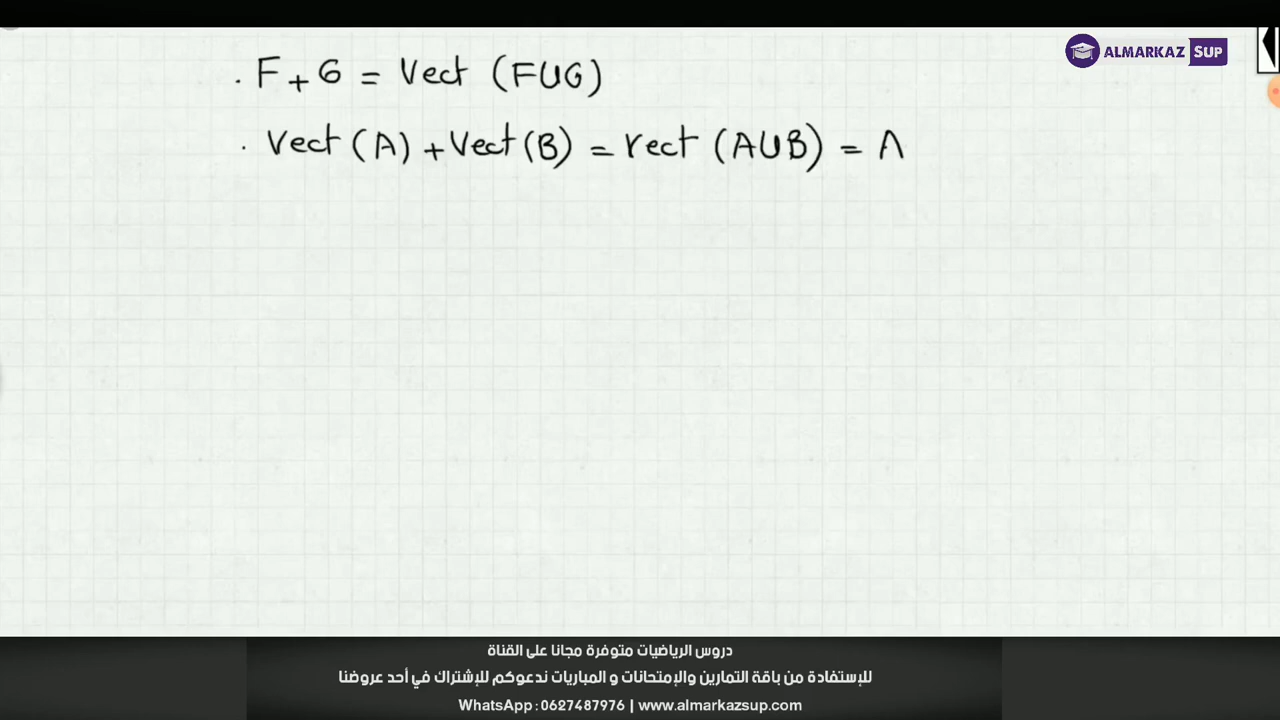 ALMARKAZ SUP
. F + G = Vect (F∪G)
. Vect (A) + Vect (B) = Vect (A∪B) = Λ
دروس الرياضيات متوفرة مجانا على القناة
للإستفادة من باقة التمارين والإمتحانات و المباريات ندعوكم للإشتراك في أحد عروضنا
WhatsApp : 0627487976 | www.almarkazsup.com